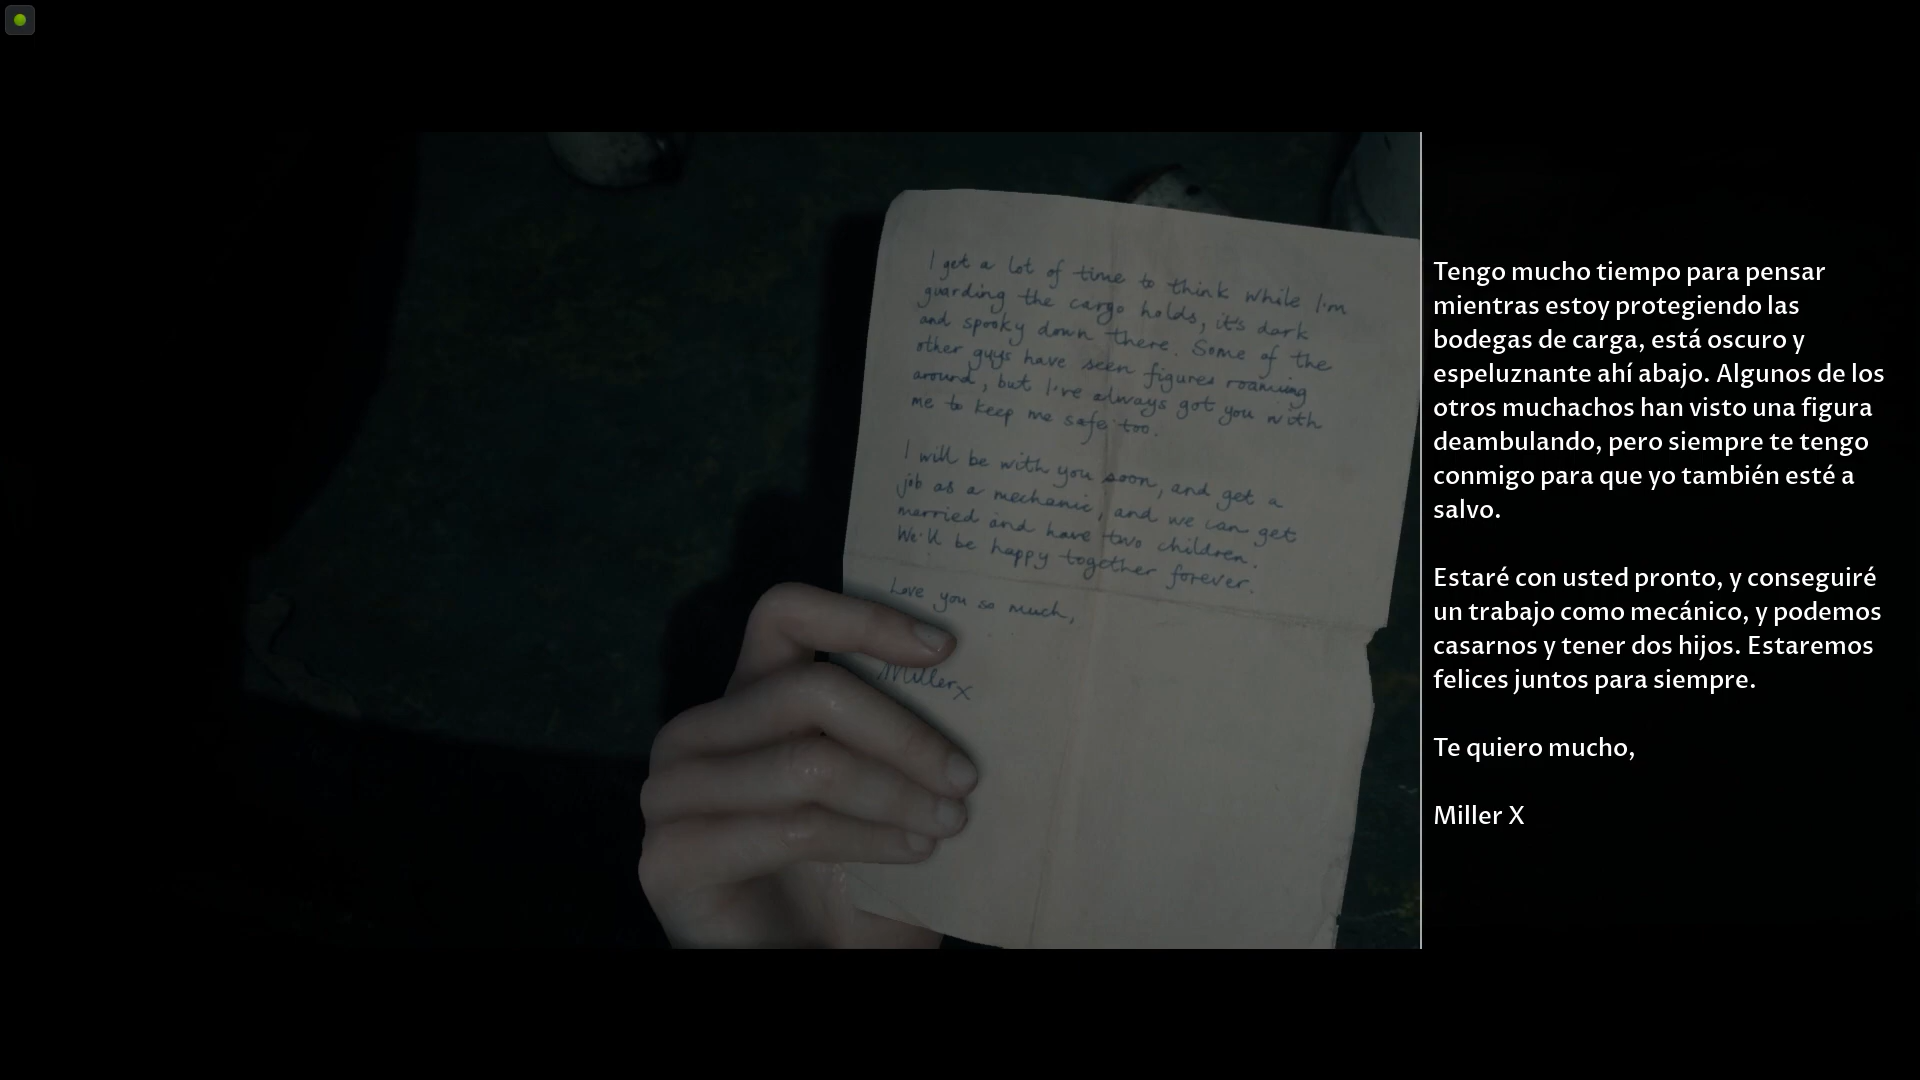 I get a lot of time to think while I'm
guarding the cargo holds, it's dark
and spooky down there. Some of the
other guys have seen figures roaming
around, but I've always got you with
me to keep me safe too.
I will be with you soon, and get a
job as a mechanic, and we can get
married and have two children.
We'll be happy together forever.
Love you so much,
Miller x
Tengo mucho tiempo para pensar
mientras estoy protegiendo las
bodegas de carga, está oscuro y
espeluznante ahí abajo. Algunos de los
otros muchachos han visto una figura
deambulando, pero siempre te tengo
conmigo para que yo también esté a
salvo.
Estaré con usted pronto, y conseguiré
un trabajo como mecánico, y podemos
casarnos y tener dos hijos. Estaremos
felices juntos para siempre.
Te quiero mucho,
Miller X